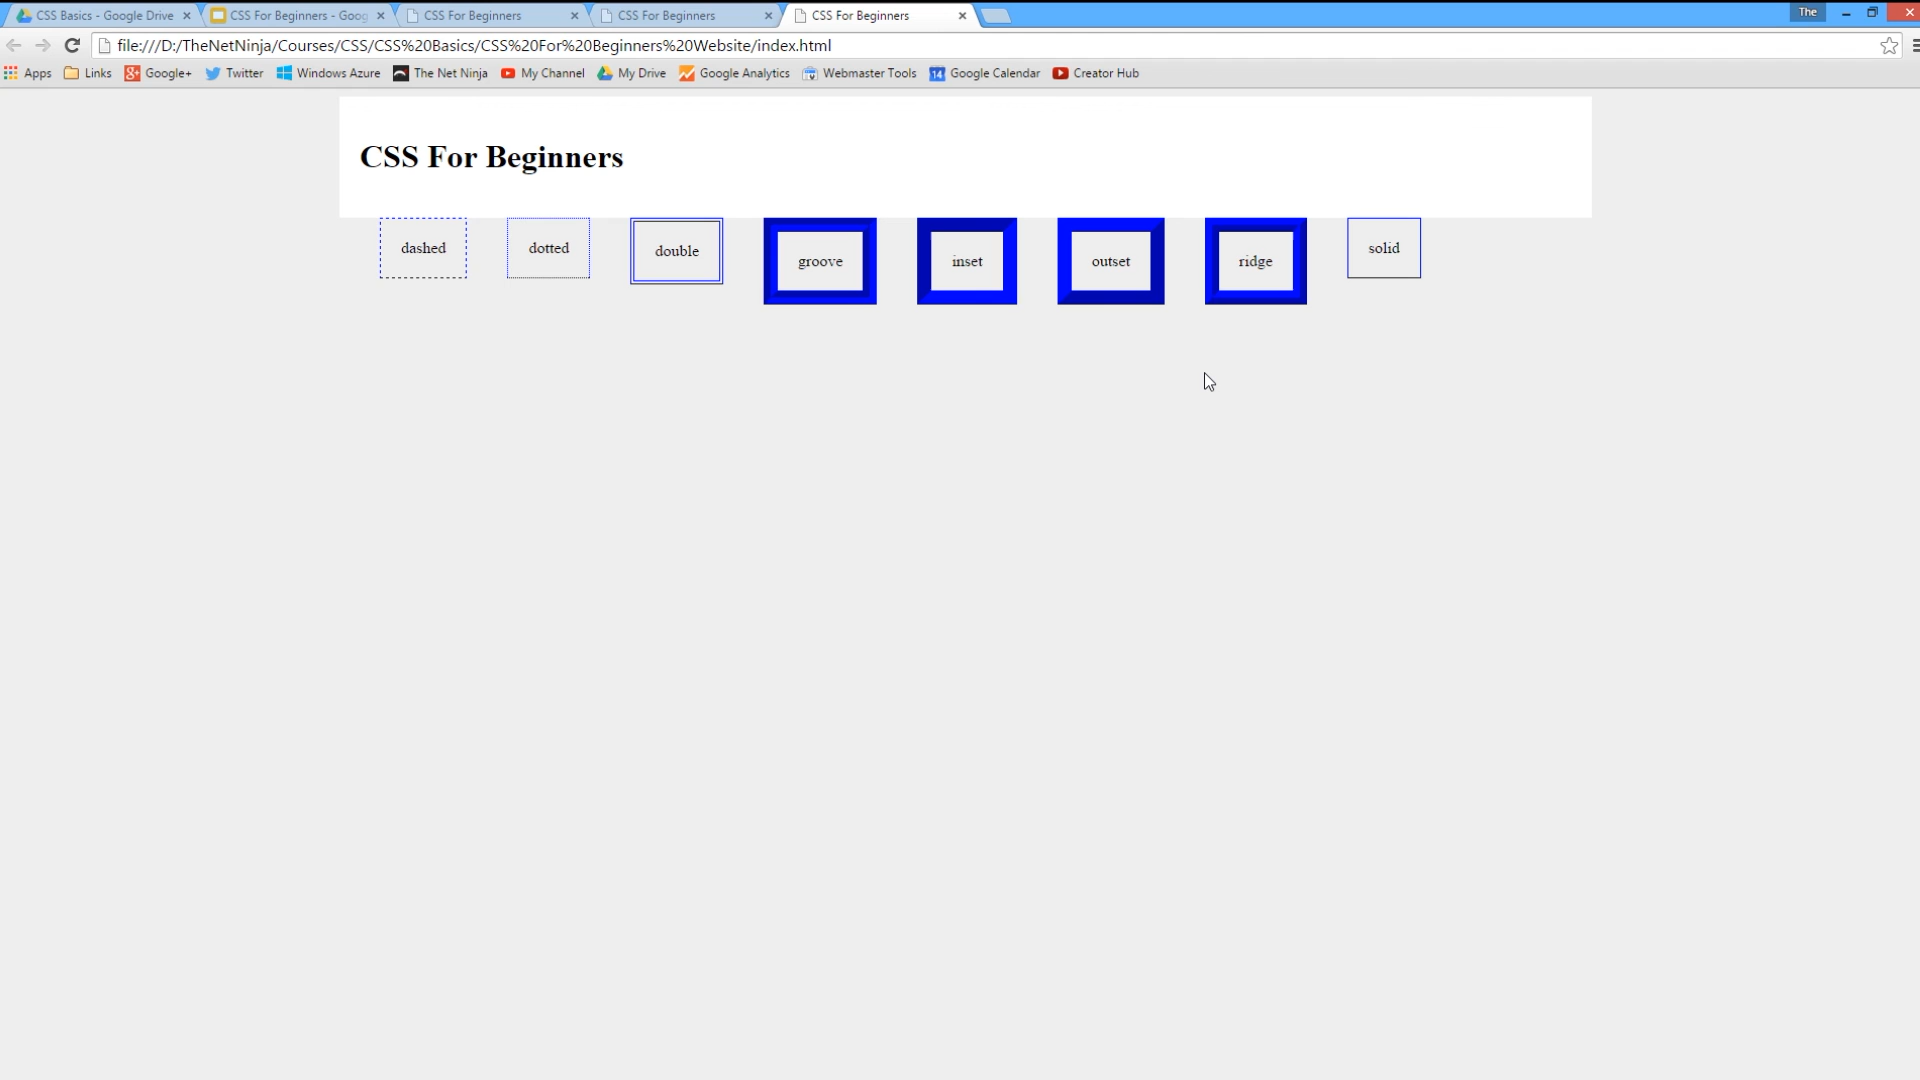 CSS Basics - Google Drive
CSS For Beginners - Goog
CSS For Beginners
CSS For Beginners
CSS For Beginners
The
file:///D:/TheNetNinja/Courses/CSS/CSS%20Basics/CSS%20For%20Beginners%20Website/index.html
Apps
Links
Google+
Twitter
Windows Azure
The Net Ninja
My Channel
My Drive
Google Analytics
Webmaster Tools
14
Google Calendar
Creator Hub
CSS For Beginners
dashed
dotted
double
groove
inset
outset
ridge
solid